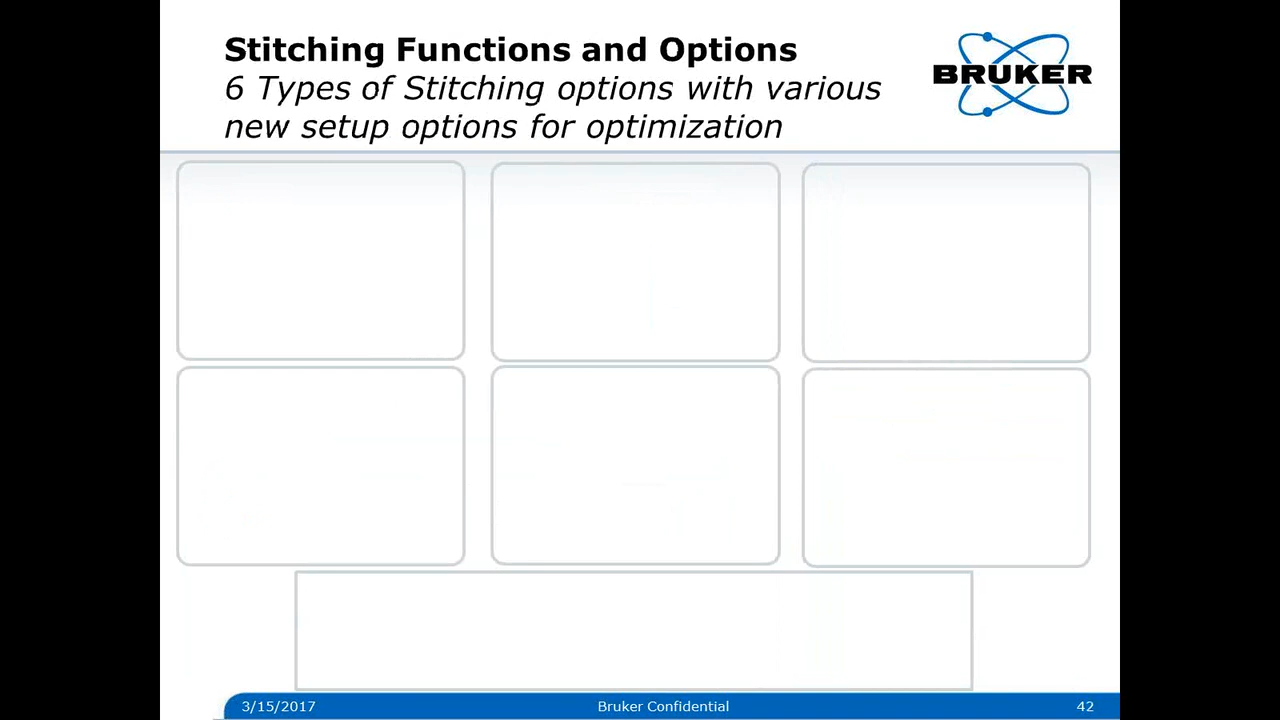 Stitching Functions and Options
6 Types of Stitching options with various
new setup options for optimization
BRUKER
3/15/2017
Bruker Confidential
42